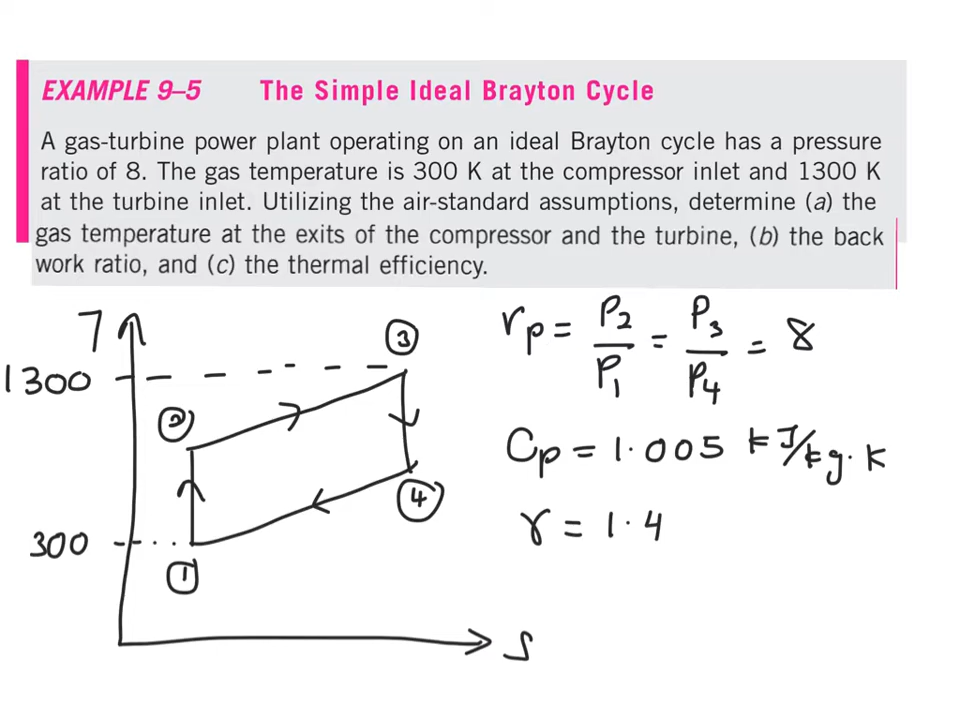 EXAMPLE 9–5 The Simple Ideal Brayton Cycle
A gas-turbine power plant operating on an ideal Brayton cycle has a pressure
ratio of 8. The gas temperature is 300 K at the compressor inlet and 1300 K
at the turbine inlet. Utilizing the air-standard assumptions, determine (a) the
gas temperature at the exits of the compressor and the turbine, (b) the back
work ratio, and (c) the thermal efficiency.
T
1300
3
2
4
300
1
S
rp = P2/P1 = P3/P4 = 8
Cp = 1.005 kJ/kg.K
γ = 1.4